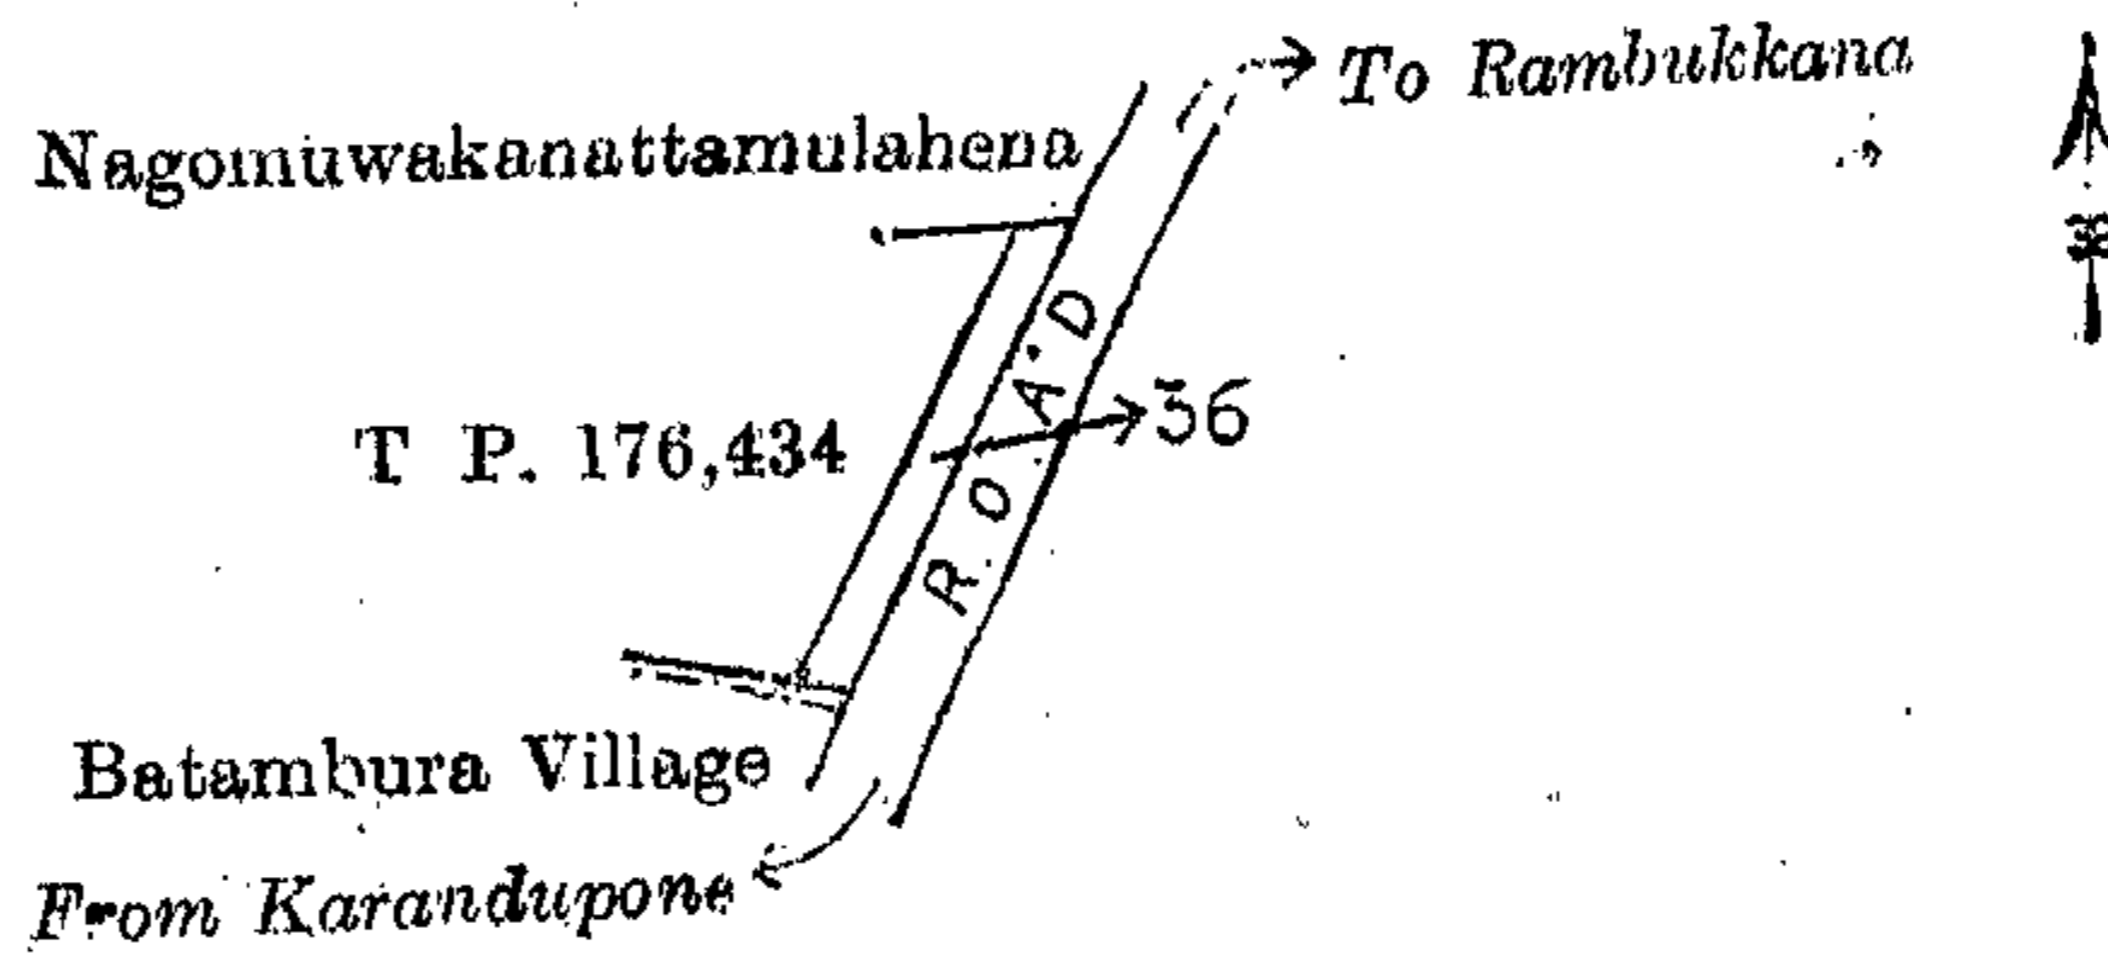 To Rambukkana
Nagomuwakanattamulahena
ROAD
36
T P. 176,434
Batambura Village
From Karandupone